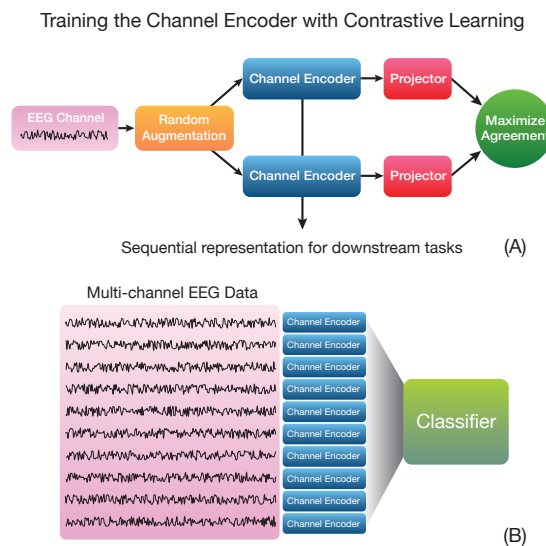 Training the Channel Encoder with Contrastive Learning
EEG Channel
Random
Augmentation
Channel Encoder
Projector
Channel Encoder
Projector
Maximize
Agreement
Sequential representation for downstream tasks
(A)
Multi-channel EEG Data
Channel Encoder
Channel Encoder
Channel Encoder
Channel Encoder
Channel Encoder
Channel Encoder
Channel Encoder
Channel Encoder
Channel Encoder
Channel Encoder
Classifier
(B)